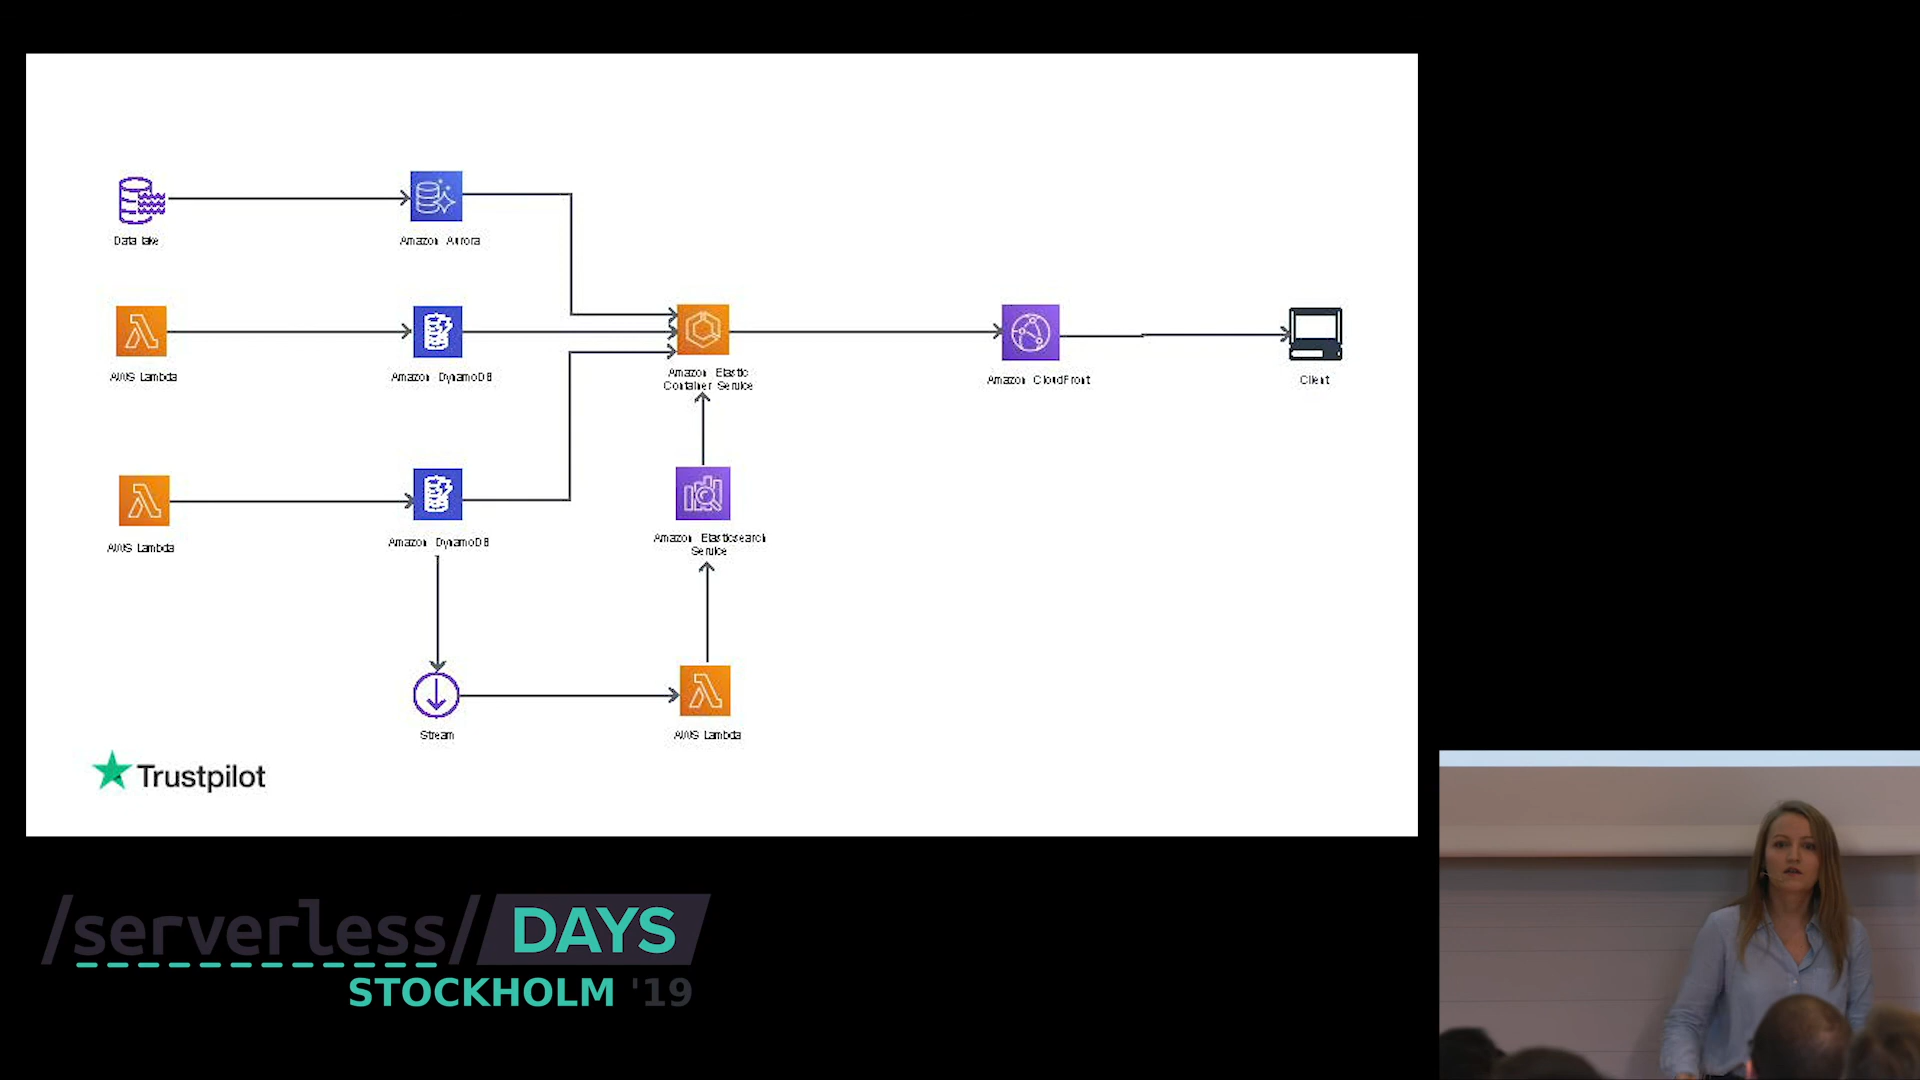 Data lake
Amazon Aurora
AWS Lambda
Amazon DynamoDB
Amazon Elastic
Container Service
Amazon CloudFront
Client
AWS Lambda
Amazon DynamoDB
Amazon Elasticsearch
Service
Stream
AWS Lambda
Trustpilot
/serverless/ DAYS
STOCKHOLM '19